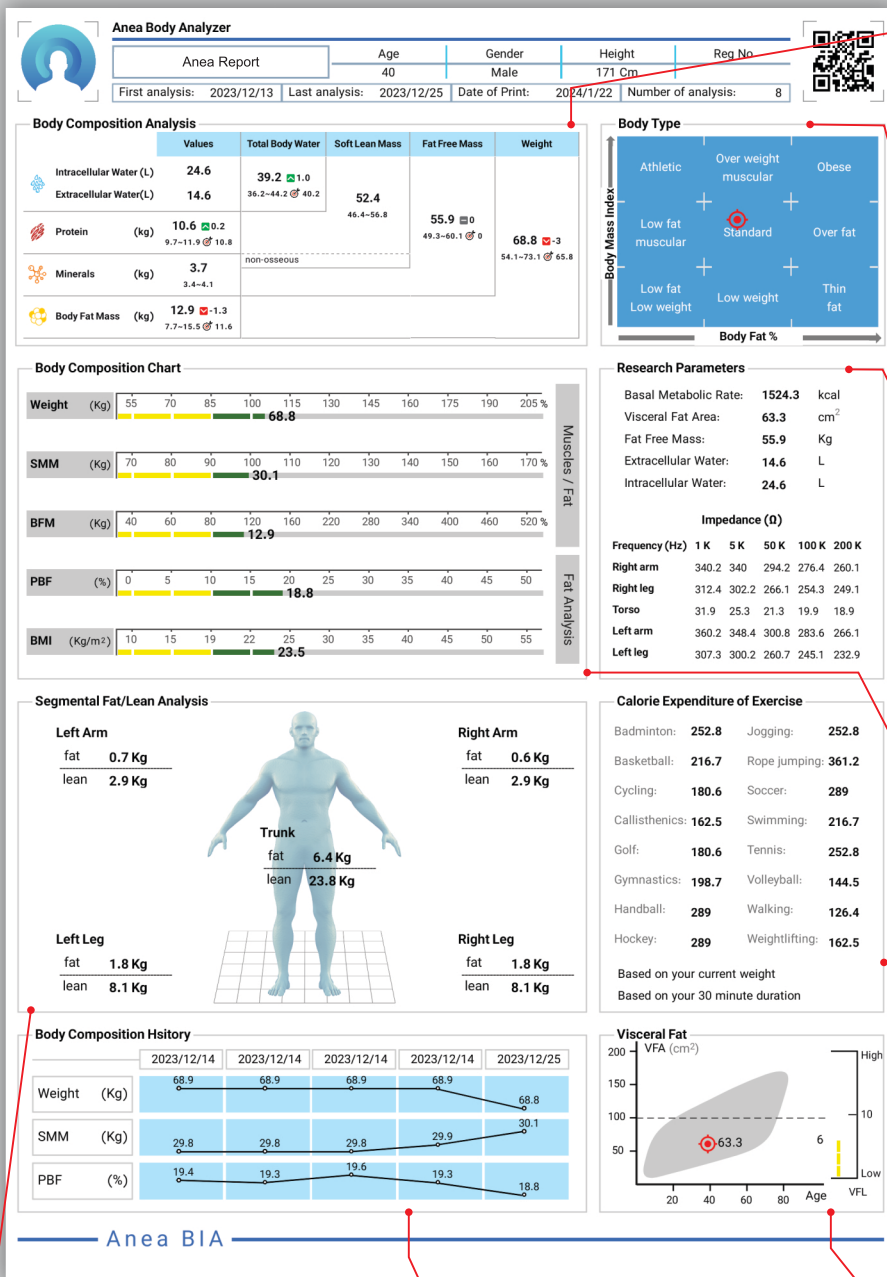 Anea Body Analyzer
Anea Report
Age Gender Height Reg No
40 Male 171 Cm
First analysis: 2023/12/13 Last analysis: 2023/12/25 Date of Print: 2024/1/22 Number of analysis: 8
Body Composition Analysis
Values Total Body Water Soft Lean Mass Fat Free Mass Weight
Intracellular Water (L) 24.6
Extracellular Water(L) 14.6
39.2 1.0
36.2~44.2 40.2
52.4
46.4~56.8
Protein (kg) 10.6 0.2
9.7~11.9 10.8
55.9 0
49.3~60.1 0
68.8 -3
54.1~73.1 65.8
non-osseous
Minerals (kg) 3.7
3.4~4.1
Body Fat Mass (kg) 12.9 -1.3
7.7~15.5 11.6
Body Type
Body Mass Index
Athletic Over weight muscular Obese
Low fat muscular Standard Over fat
Low fat Low weight Low weight Thin fat
Body Fat %
Body Composition Chart
Weight (Kg) 55 70 85 100 115 130 145 160 175 190 205 %
68.8
SMM (Kg) 70 80 90 100 110 120 130 140 150 160 170 %
30.1
BFM (Kg) 40 60 80 120 160 220 280 340 400 460 520 %
12.9
PBF (%) 0 5 10 15 20 25 30 35 40 45 50
18.8
BMI (Kg/m²) 10 15 19 22 25 30 35 40 45 50 55
23.5
Muscles / Fat
Fat Analysis
Research Parameters
Basal Metabolic Rate: 1524.3 kcal
Visceral Fat Area: 63.3 cm²
Fat Free Mass: 55.9 Kg
Extracellular Water: 14.6 L
Intracellular Water: 24.6 L
Impedance (Ω)
Frequency (Hz) 1 K 5 K 50 K 100 K 200 K
Right arm 340.2 340 294.2 276.4 260.1
Right leg 312.4 302.2 266.1 254.3 249.1
Torso 31.9 25.3 21.3 19.9 18.9
Left arm 360.2 348.4 300.8 283.6 266.1
Left leg 307.3 300.2 260.7 245.1 232.9
Segmental Fat/Lean Analysis
Left Arm
fat 0.7 Kg
lean 2.9 Kg
Right Arm
fat 0.6 Kg
lean 2.9 Kg
Trunk
fat 6.4 Kg
lean 23.8 Kg
Left Leg
fat 1.8 Kg
lean 8.1 Kg
Right Leg
fat 1.8 Kg
lean 8.1 Kg
Calorie Expenditure of Exercise
Badminton: 252.8 Jogging: 252.8
Basketball: 216.7 Rope jumping: 361.2
Cycling: 180.6 Soccer: 289
Callisthenics: 162.5 Swimming: 216.7
Golf: 180.6 Tennis: 252.8
Gymnastics: 198.7 Volleyball: 144.5
Handball: 289 Walking: 126.4
Hockey: 289 Weightlifting: 162.5
Based on your current weight
Based on your 30 minute duration
Body Composition Hsitory
2023/12/14 2023/12/14 2023/12/14 2023/12/14 2023/12/25
Weight (Kg) 68.9 68.9 68.9 68.9 68.8
SMM (Kg) 29.8 29.8 29.8 29.9 30.1
PBF (%) 19.4 19.3 19.6 19.3 18.8
Visceral Fat
VFA (cm²)
200
150
100
50
63.3
20 40 60 80 Age
High
10
6
Low
VFL
Anea BIA